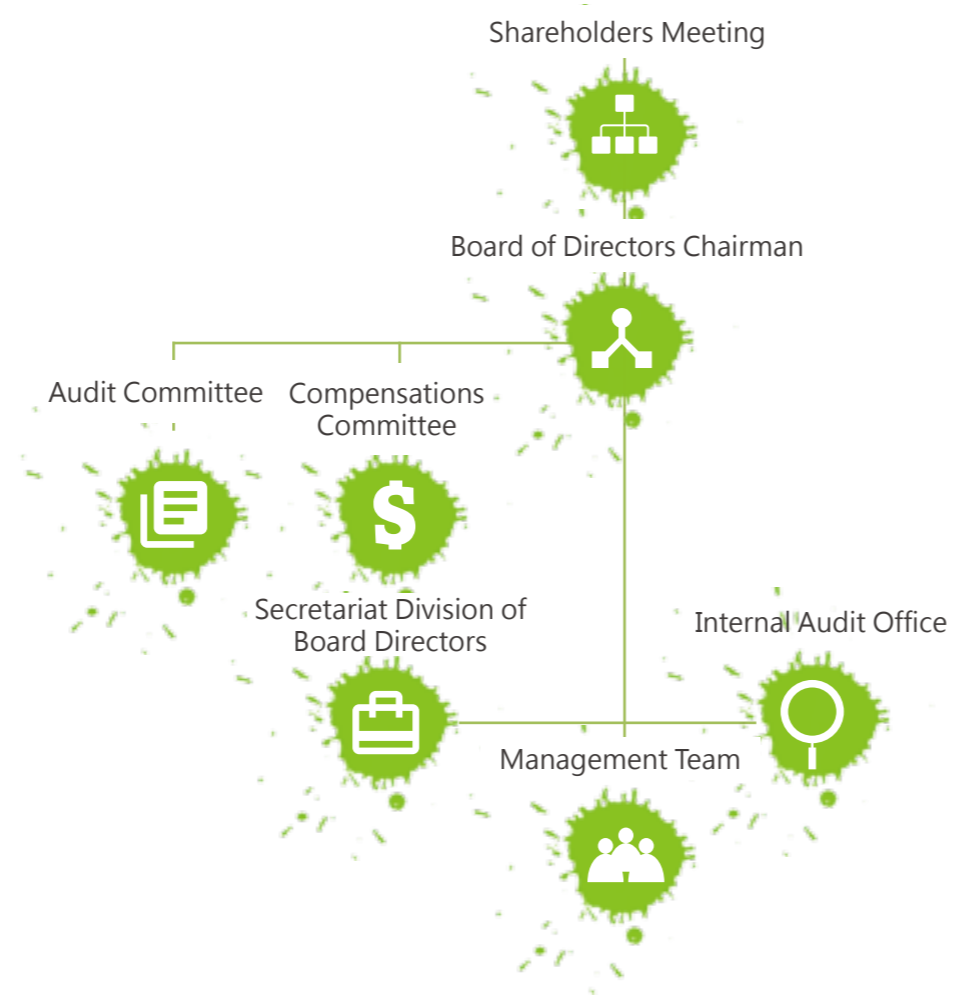 Shareholders Meeting
Board of Directors Chairman
Audit Committee
Compensations
Committee
$
Secretariat Division of
Board Directors
Internal Audit Office
Management Team